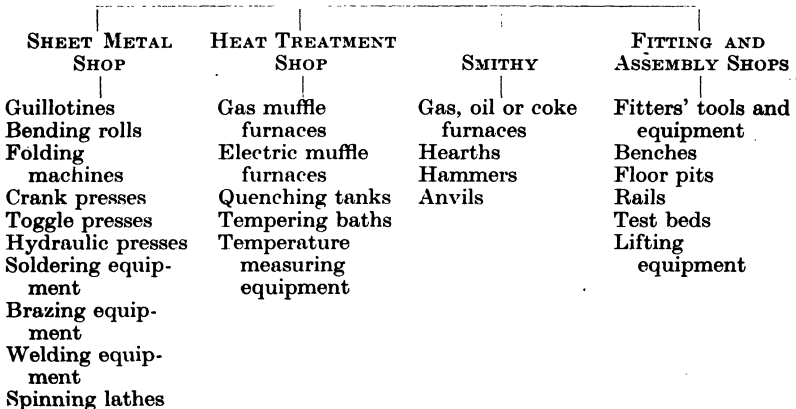 SHEET METAL
SHOP
Guillotines
Bending rolls
Folding
machines
Crank presses
Toggle presses
Hydraulic presses
Soldering equip-
ment
Brazing equip-
ment
Welding equip-
ment
Spinning lathes
HEAT TREATMENT
SHOP
Gas muffle
furnaces
Electric muffle
furnaces
Quenching tanks
Tempering baths
Temperature
measuring
equipment
SMITHY
Gas, oil or coke
furnaces
Hearths
Hammers
Anvils
FITTING AND
ASSEMBLY SHOPS
Fitters' tools and
equipment
Benches
Floor pits
Rails
Test beds
Lifting
equipment